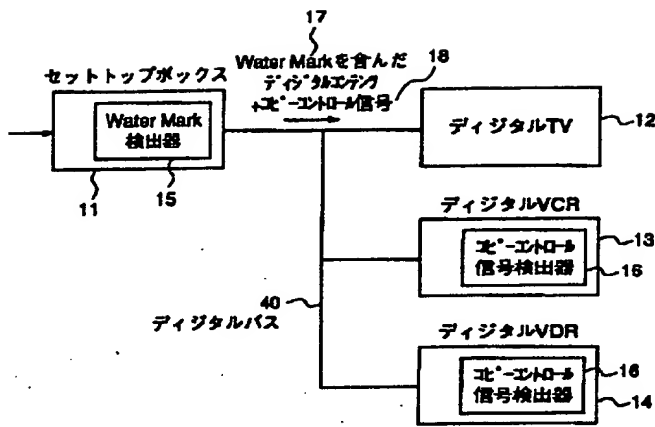 17
Water Markを含んだ
ディジタルコンテンツ
+コピーコントロール信号
18
セットトップボックス
Water Mark
検出器
15
11
ディジタルTV
12
ディジタルVCR
コピーコントロール
信号検出器
13
16
40
ディジタルバス
ディジタルVDR
コピーコントロール
信号検出器
16
14